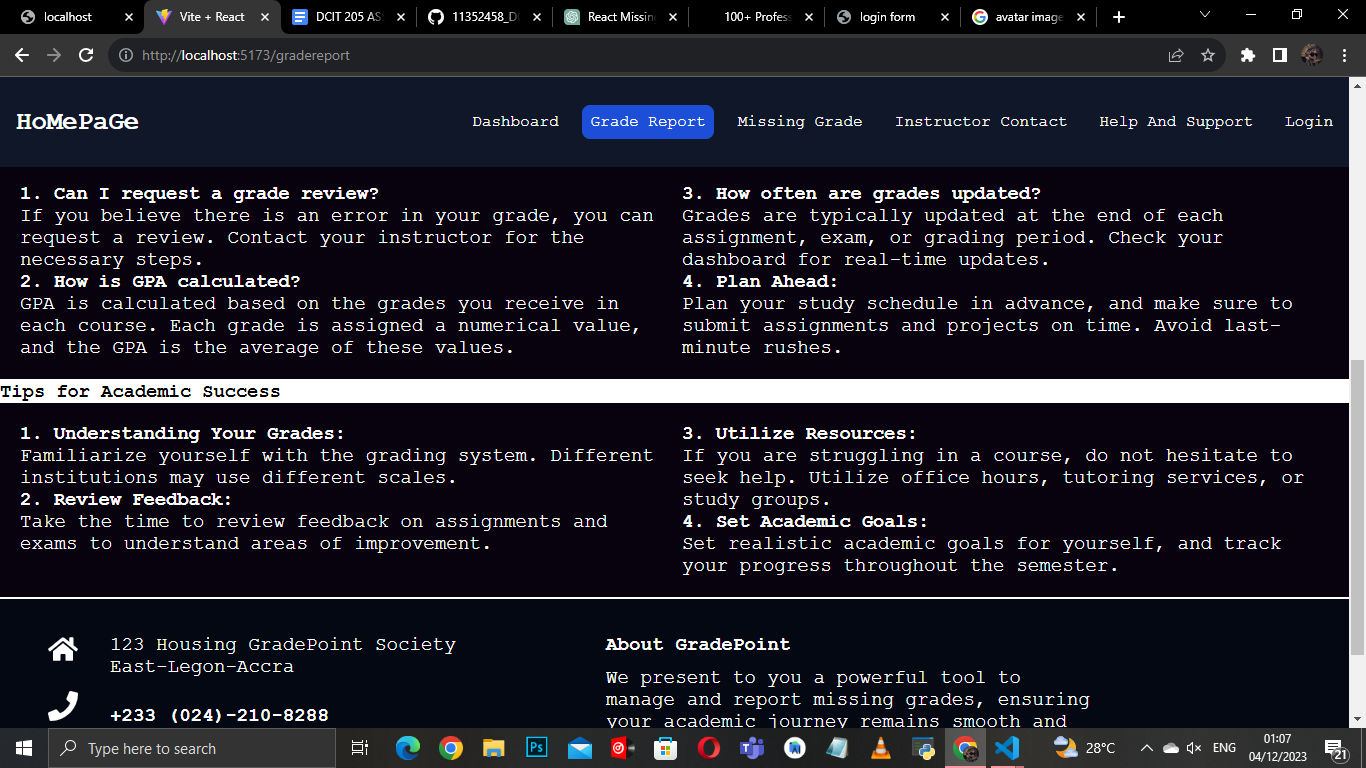 localhost
Vite + React
DCIT 205 AS
11352458_D
React Missin
100+ Profess
login form
avatar image
http://localhost:5173/gradereport
HoMePaGe
Dashboard
Grade Report
Missing Grade
Instructor Contact
Help And Support
Login
1. Can I request a grade review?
If you believe there is an error in your grade, you can
request a review. Contact your instructor for the
necessary steps.
2. How is GPA calculated?
GPA is calculated based on the grades you receive in
each course. Each grade is assigned a numerical value,
and the GPA is the average of these values.
3. How often are grades updated?
Grades are typically updated at the end of each
assignment, exam, or grading period. Check your
dashboard for real-time updates.
4. Plan Ahead:
Plan your study schedule in advance, and make sure to
submit assignments and projects on time. Avoid last-
minute rushes.
Tips for Academic Success
1. Understanding Your Grades:
Familiarize yourself with the grading system. Different
institutions may use different scales.
2. Review Feedback:
Take the time to review feedback on assignments and
exams to understand areas of improvement.
3. Utilize Resources:
If you are struggling in a course, do not hesitate to
seek help. Utilize office hours, tutoring services, or
study groups.
4. Set Academic Goals:
Set realistic academic goals for yourself, and track
your progress throughout the semester.
123 Housing GradePoint Society
East-Legon-Accra
+233 (024)-210-8288
About GradePoint
We present to you a powerful tool to
manage and report missing grades, ensuring
your academic journey remains smooth and
Type here to search
Ps
28°C
ENG
01:07
04/12/2023
21